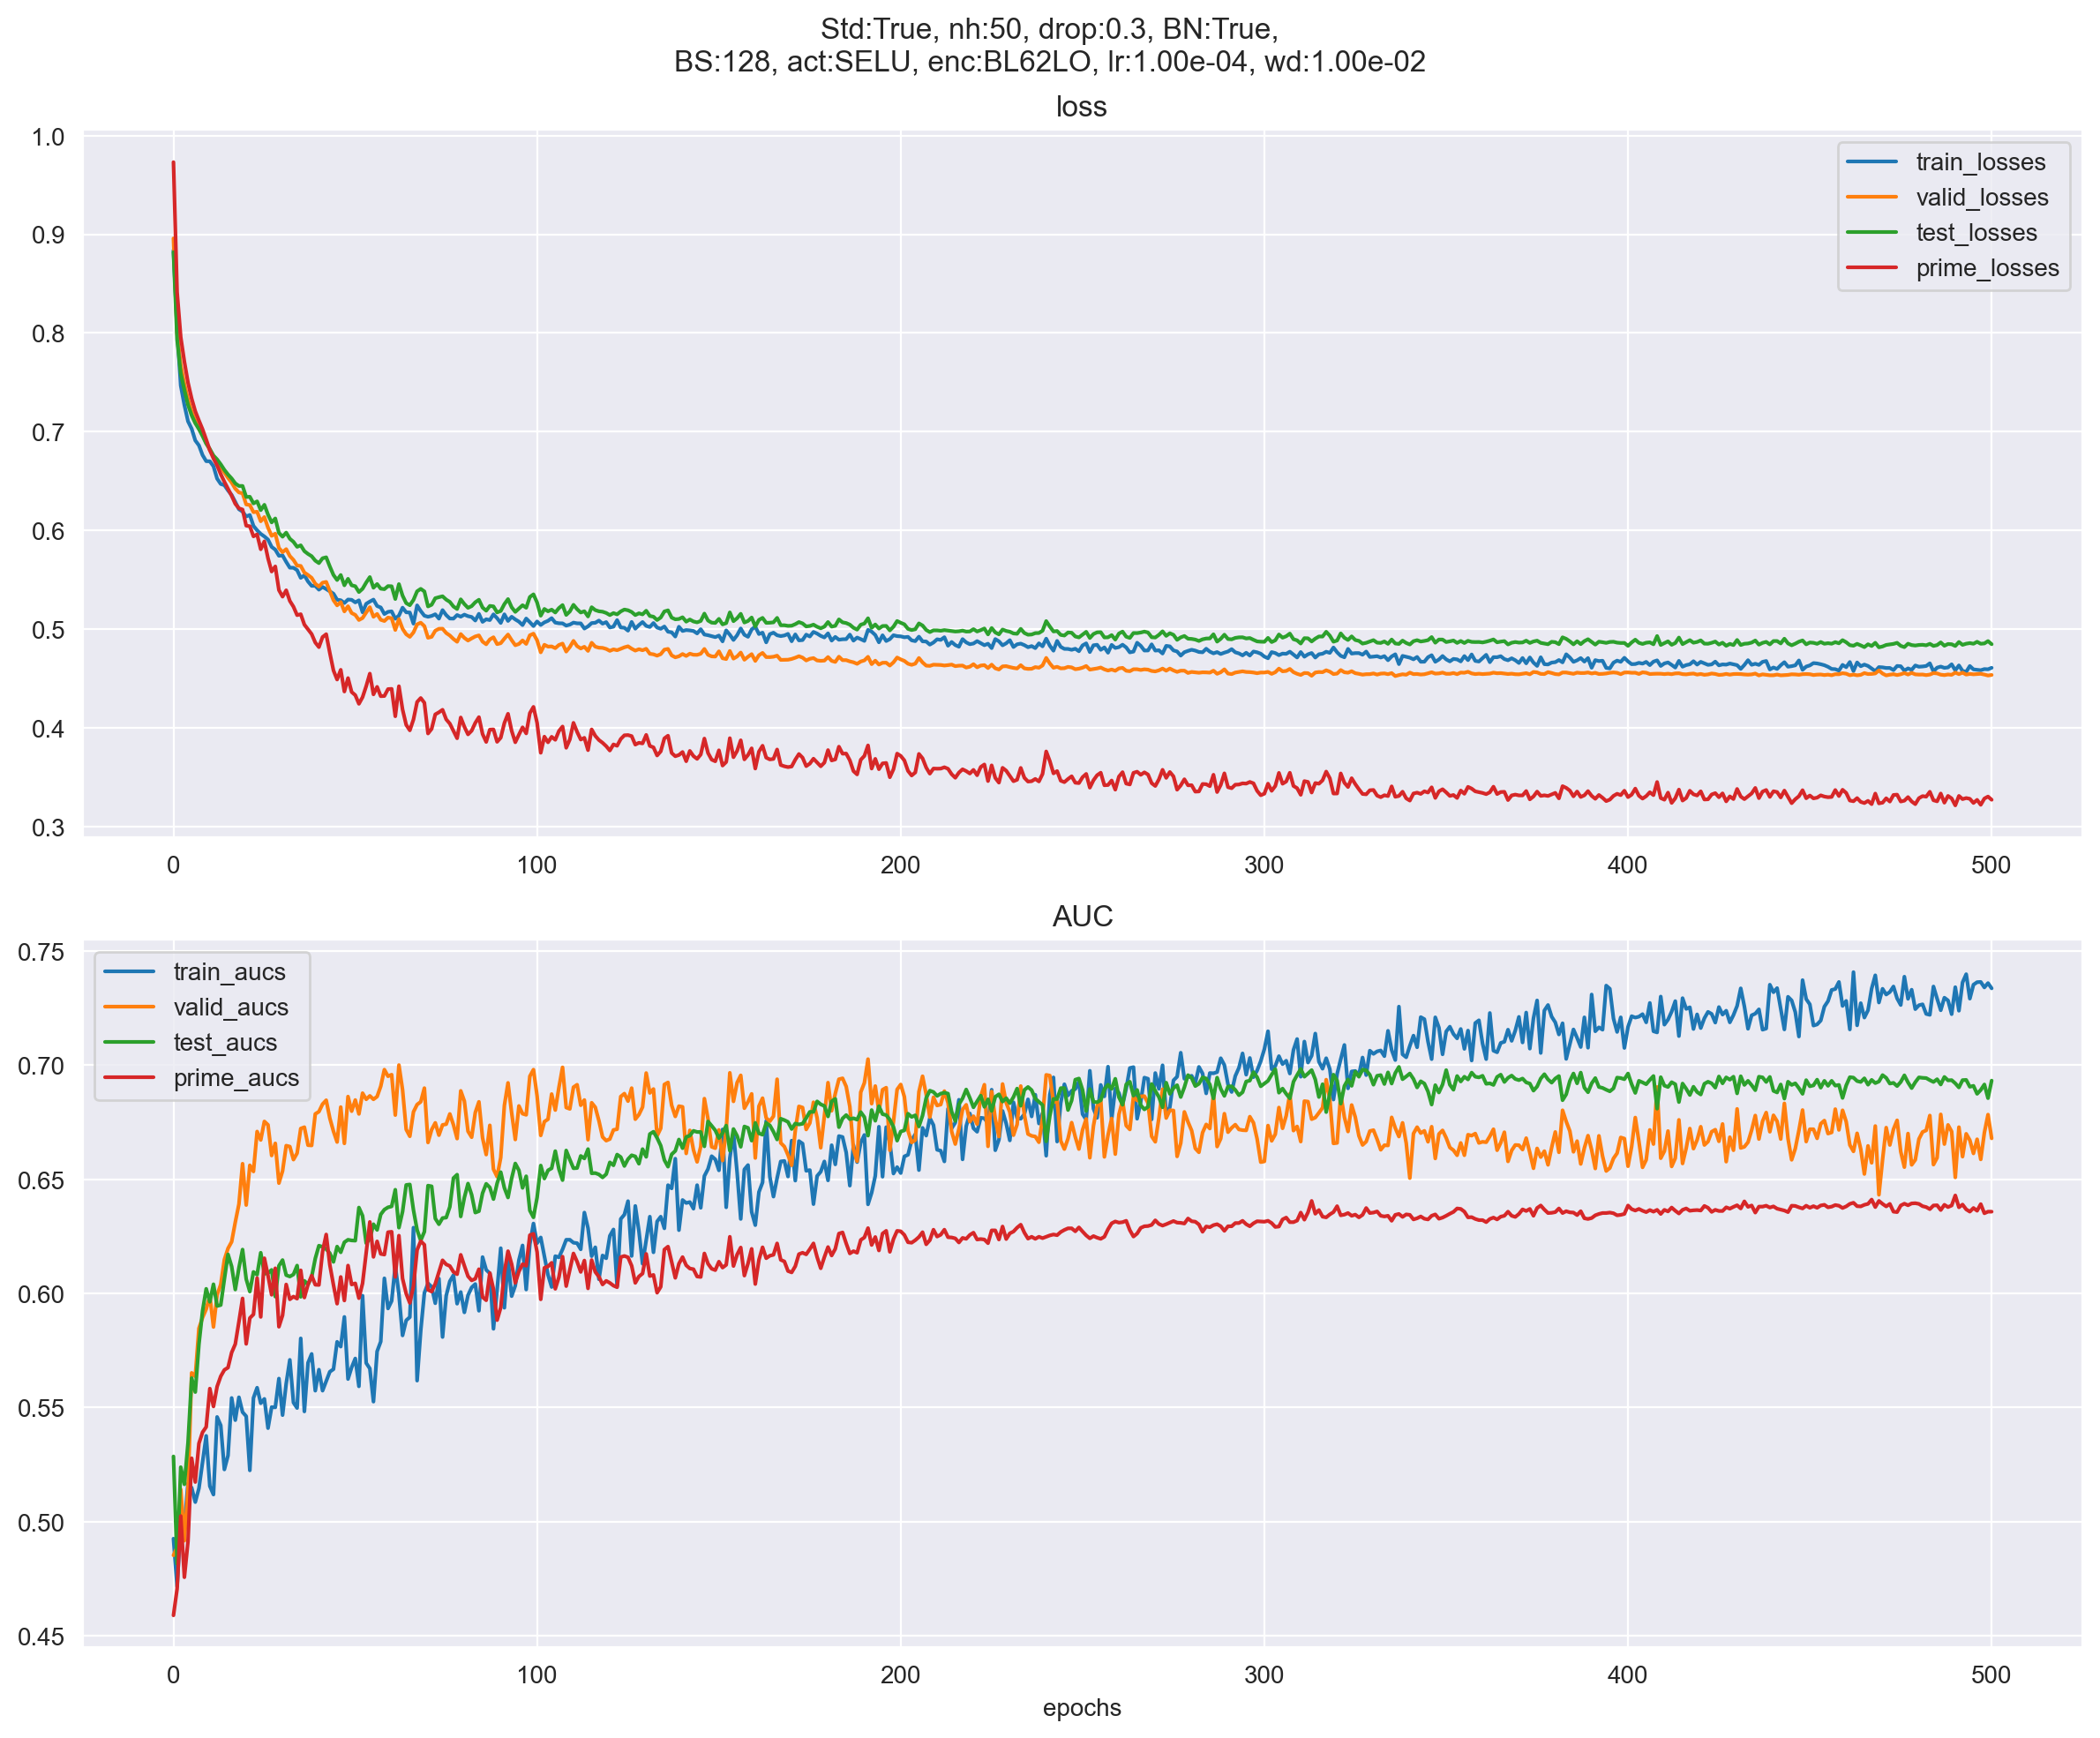 Std:True, nh:50, drop:0.3, BN:True,
BS:128, act:SELU, enc:BL62LO, lr:1.00e-04, wd:1.00e-02
loss
1.0
0.9
0.8
0.7
0.6
0.5
0.4
0.3
train_losses
valid_losses
test_losses
prime_losses
0 100 200 300 400 500
AUC
0.75
0.70
0.65
0.60
0.55
0.50
0.45
train_aucs
valid_aucs
test_aucs
prime_aucs
0 100 200 300 400 500
epochs